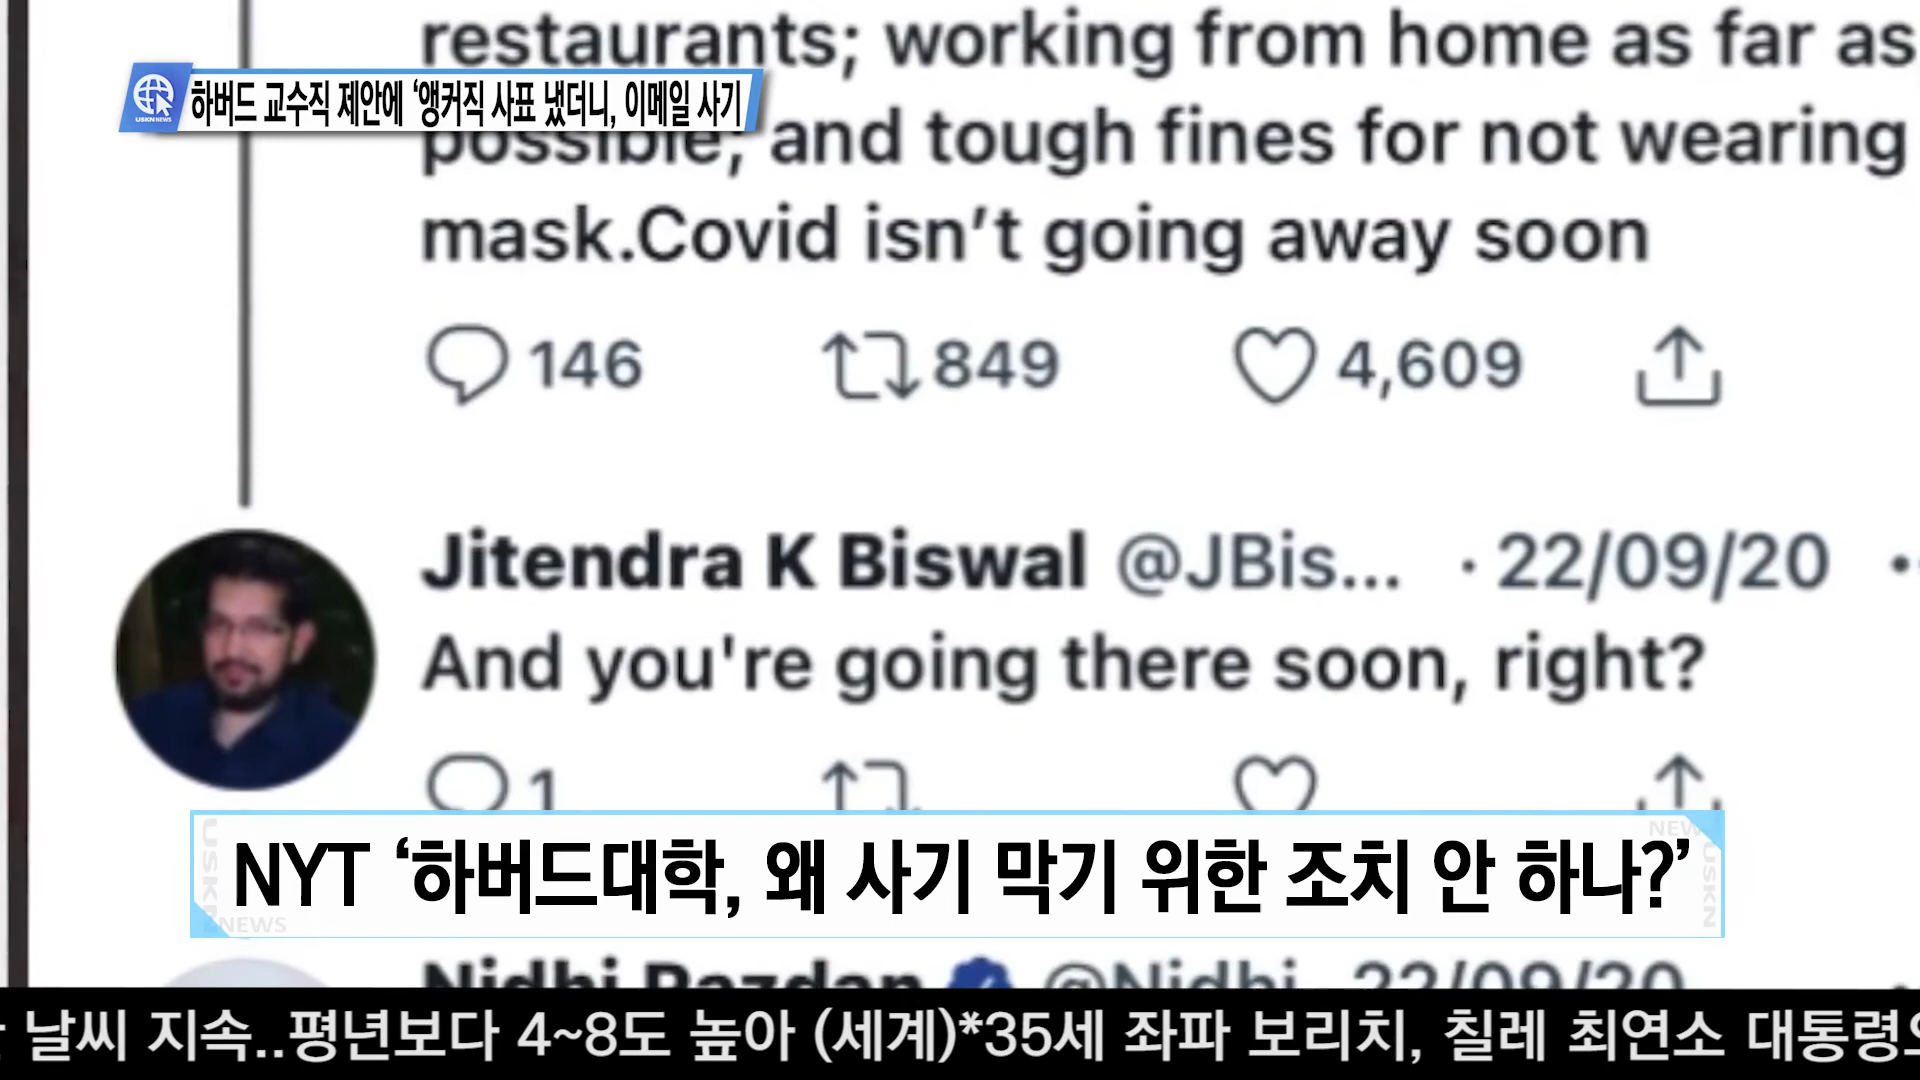 restaurants; working from home as far as
하버드 교수직 제안에 ‘앵커직 사표 냈더니, 이메일 사기
USKN NEWS
possible, and tough fines for not wearing
mask.Covid isn’t going away soon
146 849 4,609
Jitendra K Biswal @JBis... · 22/09/20
And you're going there soon, right?
1
NEWS
USKN
NYT ‘하버드대학, 왜 사기 막기 위한 조치 안 하나?’
USKN
NEWS
Nidhi Razdan @Nidhi 22/09/20
날씨 지속..평년보다 4~8도 높아 (세계)*35세 좌파 보리치, 칠레 최연소 대통령